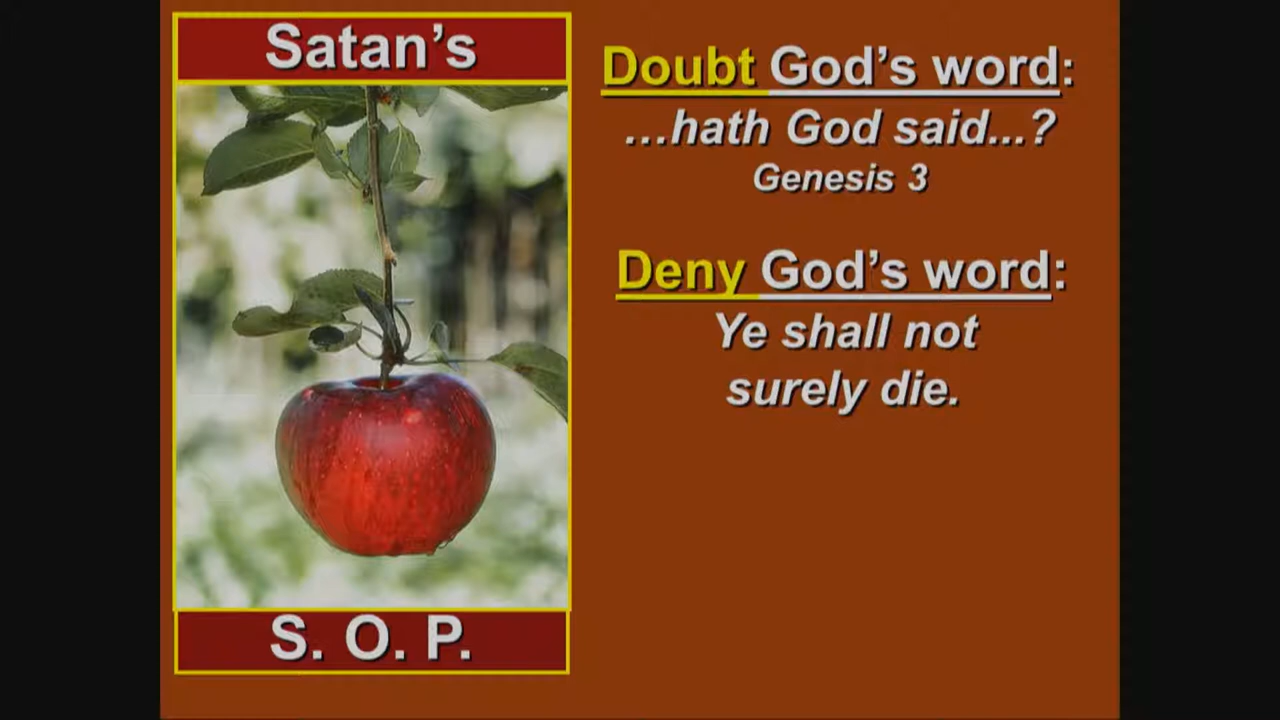 Satan’s
Doubt God’s word:
...hath God said...?
Genesis 3
Deny God’s word:
Ye shall not
surely die.
S. O. P.